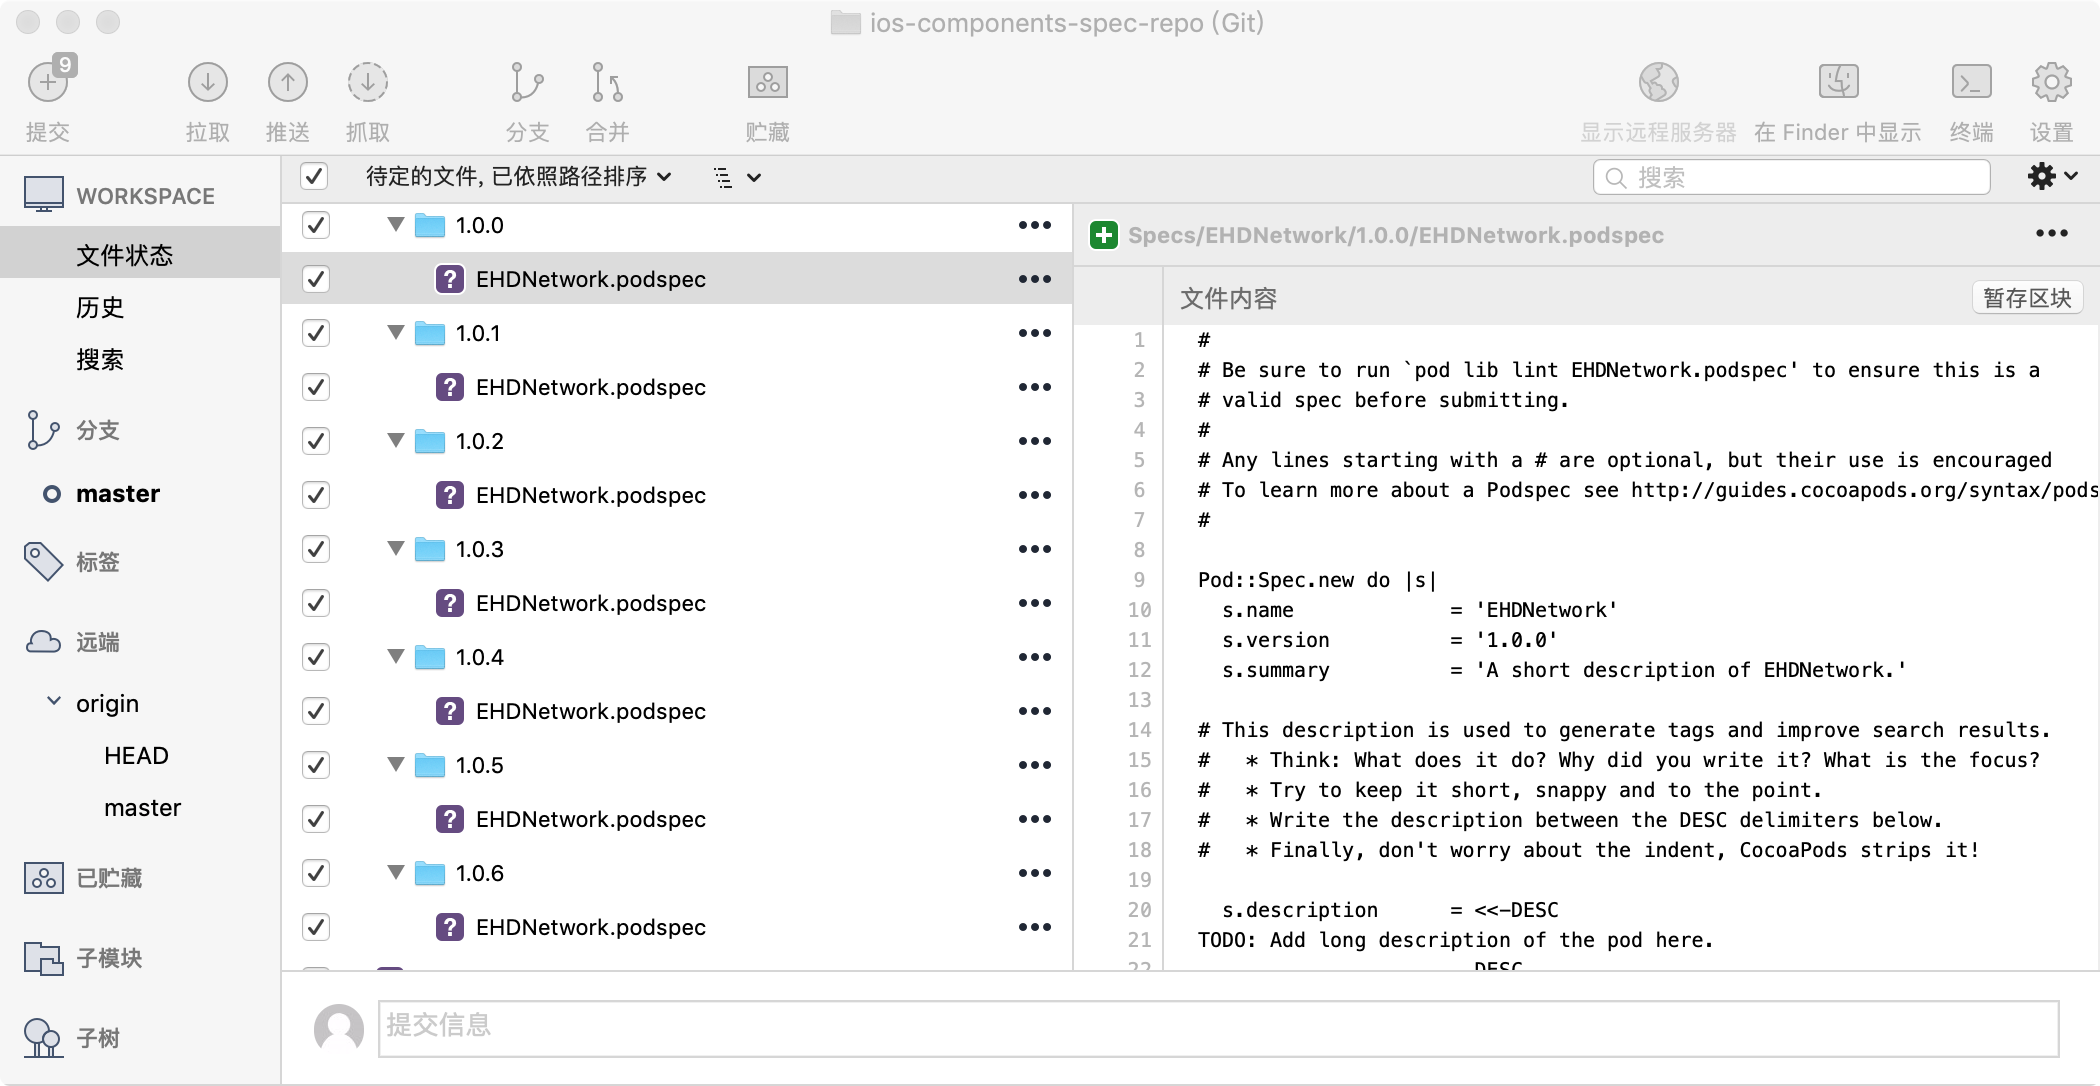 ios-components-spec-repo (Git)
9
提交
拉取
推送
抓取
分支
合并
贮藏
显示远程服务器
在 Finder 中显示
终端
设置
WORKSPACE
文件状态
历史
搜索
分支
master
标签
远端
origin
HEAD
master
已贮藏
子模块
子树
待定的文件, 已依照路径排序
搜索
1.0.0
EHDNetwork.podspec
1.0.1
EHDNetwork.podspec
1.0.2
EHDNetwork.podspec
1.0.3
EHDNetwork.podspec
1.0.4
EHDNetwork.podspec
1.0.5
EHDNetwork.podspec
1.0.6
EHDNetwork.podspec
Specs/EHDNetwork/1.0.0/EHDNetwork.podspec
文件内容
暂存区块
1 #
2 # Be sure to run `pod lib lint EHDNetwork.podspec' to ensure this is a
3 # valid spec before submitting.
4 #
5 # Any lines starting with a # are optional, but their use is encouraged
6 # To learn more about a Podspec see http://guides.cocoapods.org/syntax/pods
7 #
8
9 Pod::Spec.new do |s|
10 s.name = 'EHDNetwork'
11 s.version = '1.0.0'
12 s.summary = 'A short description of EHDNetwork.'
13
14 # This description is used to generate tags and improve search results.
15 # * Think: What does it do? Why did you write it? What is the focus?
16 # * Try to keep it short, snappy and to the point.
17 # * Write the description between the DESC delimiters below.
18 # * Finally, don't worry about the indent, CocoaPods strips it!
19
20 s.description = <<-DESC
21 TODO: Add long description of the pod here.
22 DESC
提交信息